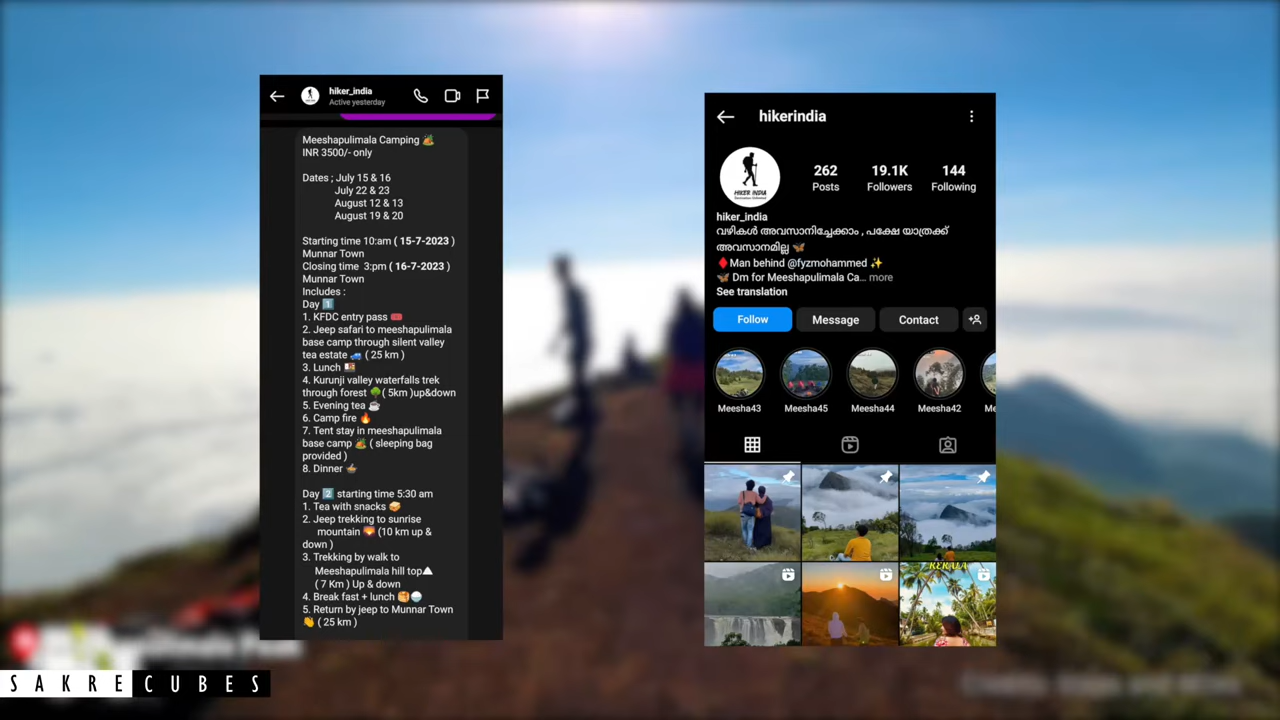 hiker_india
Active yesterday
Meeshapulimala Camping 🏕️
INR 3500/- only
Dates ; July 15 & 16
July 22 & 23
August 12 & 13
August 19 & 20
Starting time 10:am ( 15-7-2023 )
Munnar Town
Closing time 3:pm ( 16-7-2023 )
Munnar Town
Includes :
Day 1️⃣
1. KFDC entry pass 🎟️
2. Jeep safari to meeshapulimala
base camp through silent valley
tea estate 🚙 ( 25 km )
3. Lunch 🍱
4. Kurunji valley waterfalls trek
through forest 🌳( 5km )up&down
5. Evening tea ☕
6. Camp fire 🔥
7. Tent stay in meeshapulimala
base camp 🏕️ ( sleeping bag
provided )
8. Dinner 🍲
Day 2️⃣ starting time 5:30 am
1. Tea with snacks 🥪
2. Jeep trekking to sunrise
mountain 🌄 (10 km up &
down )
3. Trekking by walk to
Meeshapulimala hill top⛰
( 7 Km ) Up & down
4. Break fast + lunch 🥞🍚
5. Return by jeep to Munnar Town
👋 ( 25 km )
hikerindia
HIKER INDIA
262
19.1K
144
Posts
Followers
Following
hiker_india
വഴികൾ അവസാനിച്ചേക്കാം , പക്ഷേ യാത്രക്ക്
അവസാനമില്ല 🦋
♦️Man behind @fyzmohammed ✨
🦋 Dm for Meeshapulimala Ca... more
See translation
Follow
Message
Contact
Meesha43
Meesha45
Meesha44
Meesha42
Me
KERALA
SAKRECUBES